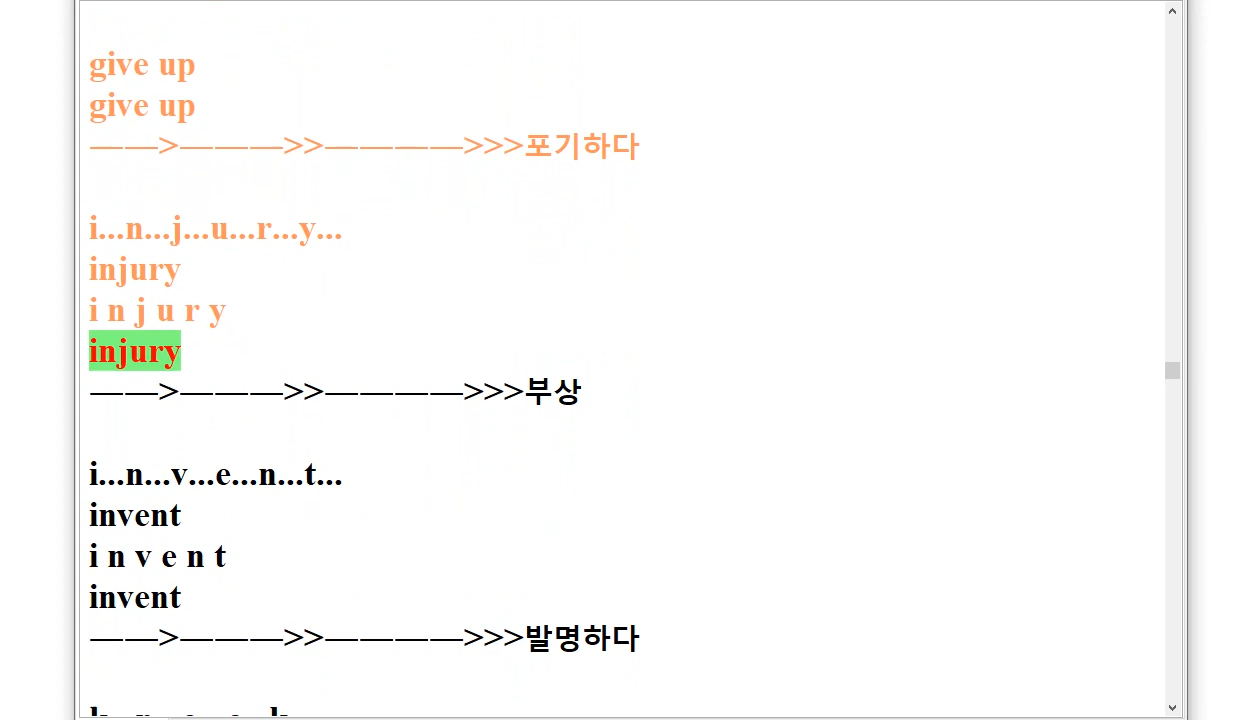 give up
give up
——>———>>————>>>포기하다
i...n...j...u...r...y...
injury
i n j u r y
injury
——>———>>————>>>부상
i...n...v...e...n...t...
invent
i n v e n t
invent
——>———>>————>>>발명하다